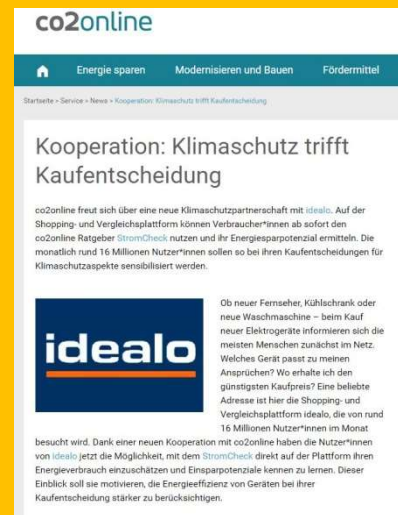 co2online
Energie sparen
Modernisieren und Bauen
Fördermittel
Startseite > Service > News > Kooperation: Klimaschutz trifft Kaufentscheidung
Kooperation: Klimaschutz trifft
Kaufentscheidung
co2online freut sich über eine neue Klimaschutzpartnerschaft mit idealo. Auf der
Shopping- und Vergleichsplattform können Verbraucher*innen ab sofort den
co2online Ratgeber StromCheck nutzen und ihr Energiesparpotenzial ermitteln. Die
monatlich rund 16 Millionen Nutzer*innen sollen so bei ihren Kaufentscheidungen für
Klimaschutzaspekte sensibilisiert werden.
idealo
Ob neuer Fernseher, Kühlschrank oder
neue Waschmaschine – beim Kauf
neuer Elektrogeräte informieren sich die
meisten Menschen zunächst im Netz.
Welches Gerät passt zu meinen
Ansprüchen? Wo erhalte ich den
günstigsten Kaufpreis? Eine beliebte
Adresse ist hier die Shopping- und
Vergleichsplattform idealo, die von rund
16 Millionen Nutzer*innen im Monat
besucht wird. Dank einer neuen Kooperation mit co2online haben die Nutzer*innen
von idealo jetzt die Möglichkeit, mit dem StromCheck direkt auf der Plattform ihren
Energieverbrauch einzuschätzen und Einsparpotenziale kennen zu lernen. Dieser
Einblick soll sie motivieren, die Energieeffizienz von Geräten bei ihrer
Kaufentscheidung stärker zu berücksichtigen.